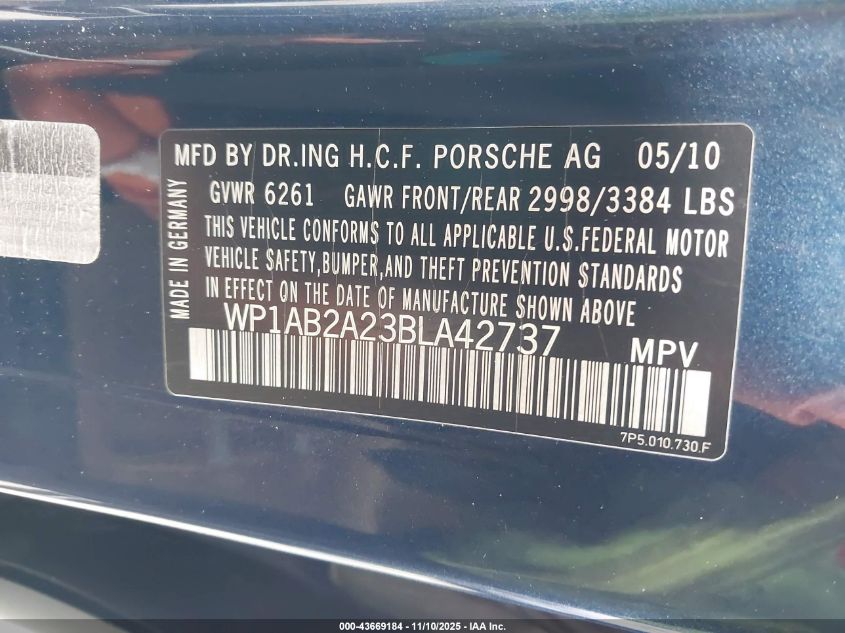 MFD BY DR.ING H.C.F. PORSCHE AG 05/10
GVWR 6261 GAWR FRONT/REAR 2998/3384 LBS
THIS VEHICLE CONFORMS TO ALL APPLICABLE U.S.FEDERAL MOTOR
VEHICLE SAFETY,BUMPER,AND THEFT PREVENTION STANDARDS
IN EFFECT ON THE DATE OF MANUFACTURE SHOWN ABOVE
MADE IN GERMANY
WP1AB2A23BLA42737
MPV
7P5.010.730.F
000-43669184 - 11/10/2025 - IAA Inc.